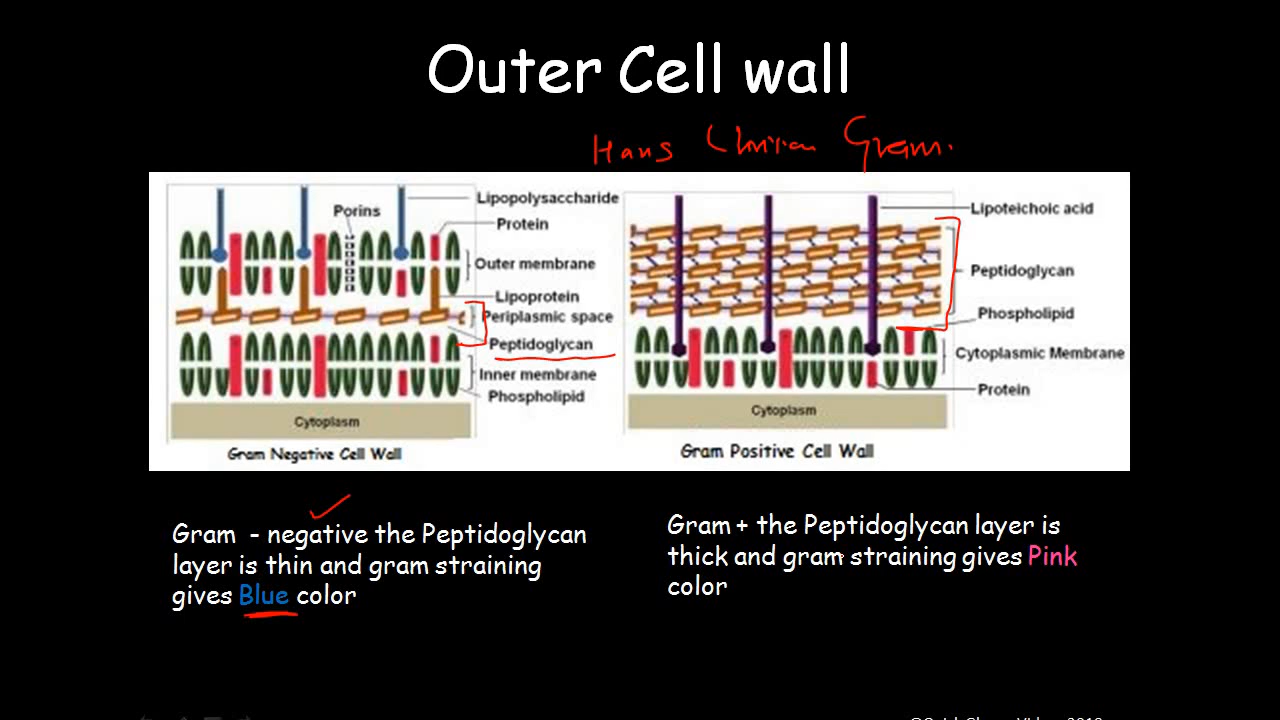 Outer Cell wall
Hans Gram.
Lipopolysaccharide
Porins
Protein
Outer membrane
Lipoprotein
Periplasmic space
Peptidoglycan
Inner membrane
Phospholipid
Cytoplasm
Gram Negative Cell Wall
Lipoteichoic acid
Peptidoglycan
Phospholipid
Cytoplasmic Membrane
Protein
Cytoplasm
Gram Positive Cell Wall
Gram - negative the Peptidoglycan
layer is thin and gram straining
gives Blue color
Gram + the Peptidoglycan layer is
thick and gram straining gives Pink
color